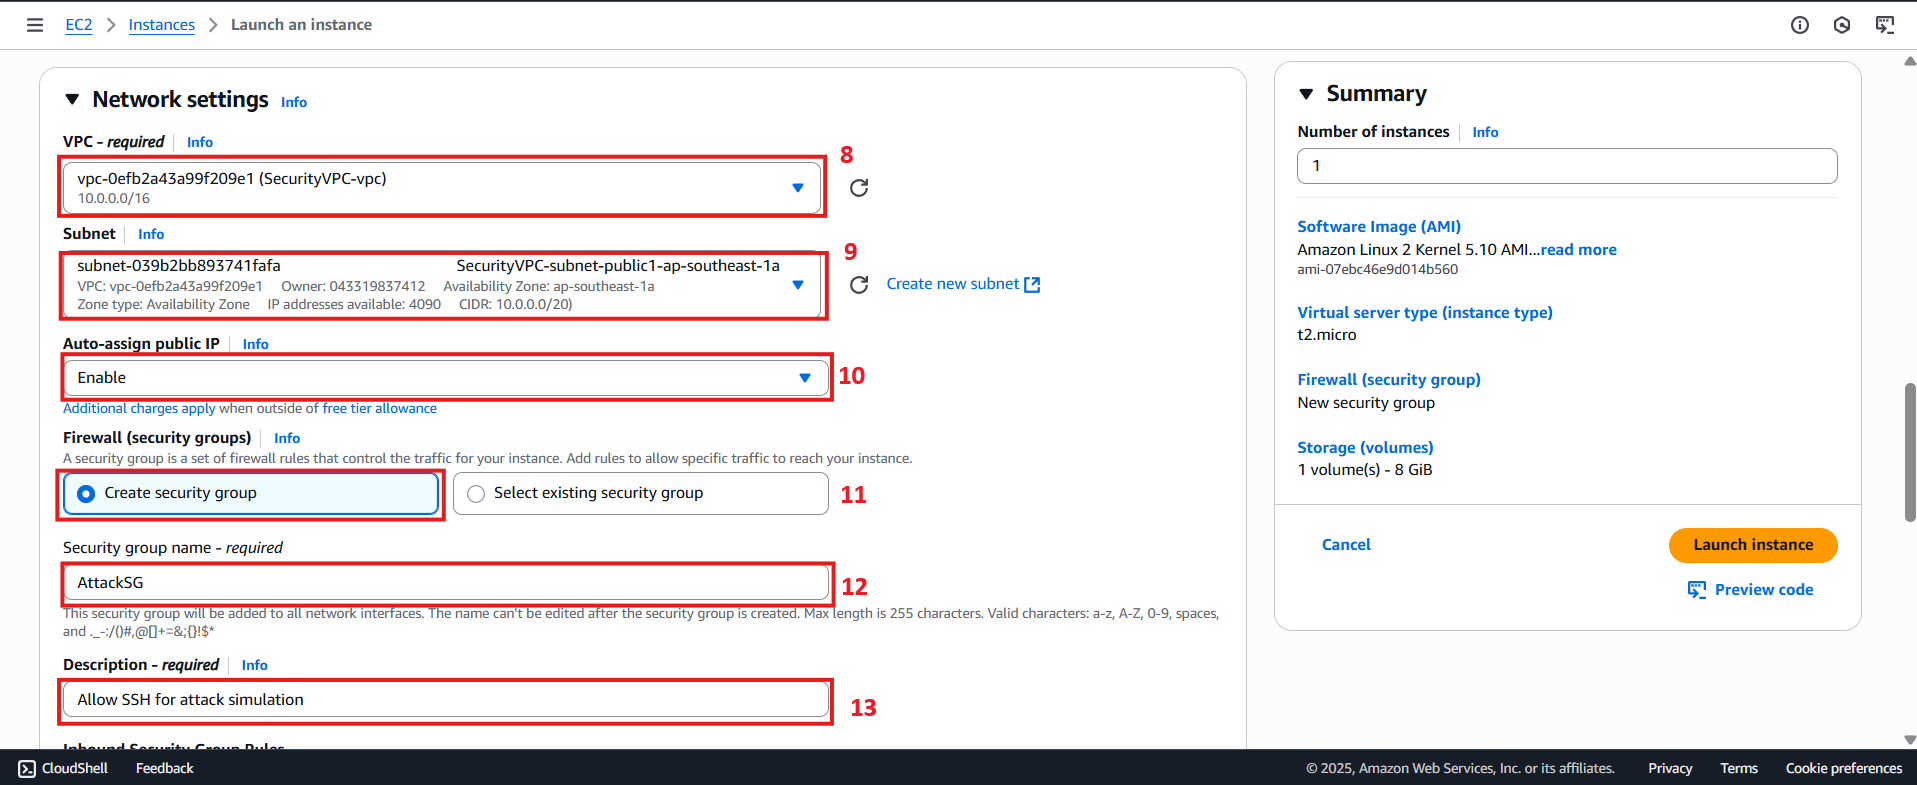 EC2 > Instances > Launch an instance
Network settings Info
VPC - required Info
8
vpc-0efb2a43a99f209e1 (SecurityVPC-vpc)
10.0.0.0/16
Subnet Info
9
subnet-039b2bb893741fafa SecurityVPC-subnet-public1-ap-southeast-1a
VPC: vpc-0efb2a43a99f209e1 Owner: 043319837412 Availability Zone: ap-southeast-1a
Zone type: Availability Zone IP addresses available: 4090 CIDR: 10.0.0.0/20)
Create new subnet
Auto-assign public IP Info
Enable
10
Additional charges apply when outside of free tier allowance
Firewall (security groups) Info
A security group is a set of firewall rules that control the traffic for your instance. Add rules to allow specific traffic to reach your instance.
Create security group
Select existing security group
11
Security group name - required
AttackSG
12
This security group will be added to all network interfaces. The name can't be edited after the security group is created. Max length is 255 characters. Valid characters: a-z, A-Z, 0-9, spaces,
and ._-:/()#,@[]+=&;{}!$*
Description - required Info
Allow SSH for attack simulation
13
Inbound Security Group Rules
Summary
Number of instances Info
1
Software Image (AMI)
Amazon Linux 2 Kernel 5.10 AMI...read more
ami-07ebc46e9d014b560
Virtual server type (instance type)
t2.micro
Firewall (security group)
New security group
Storage (volumes)
1 volume(s) - 8 GiB
Cancel
Launch instance
Preview code
CloudShell Feedback © 2025, Amazon Web Services, Inc. or its affiliates. Privacy Terms Cookie preferences